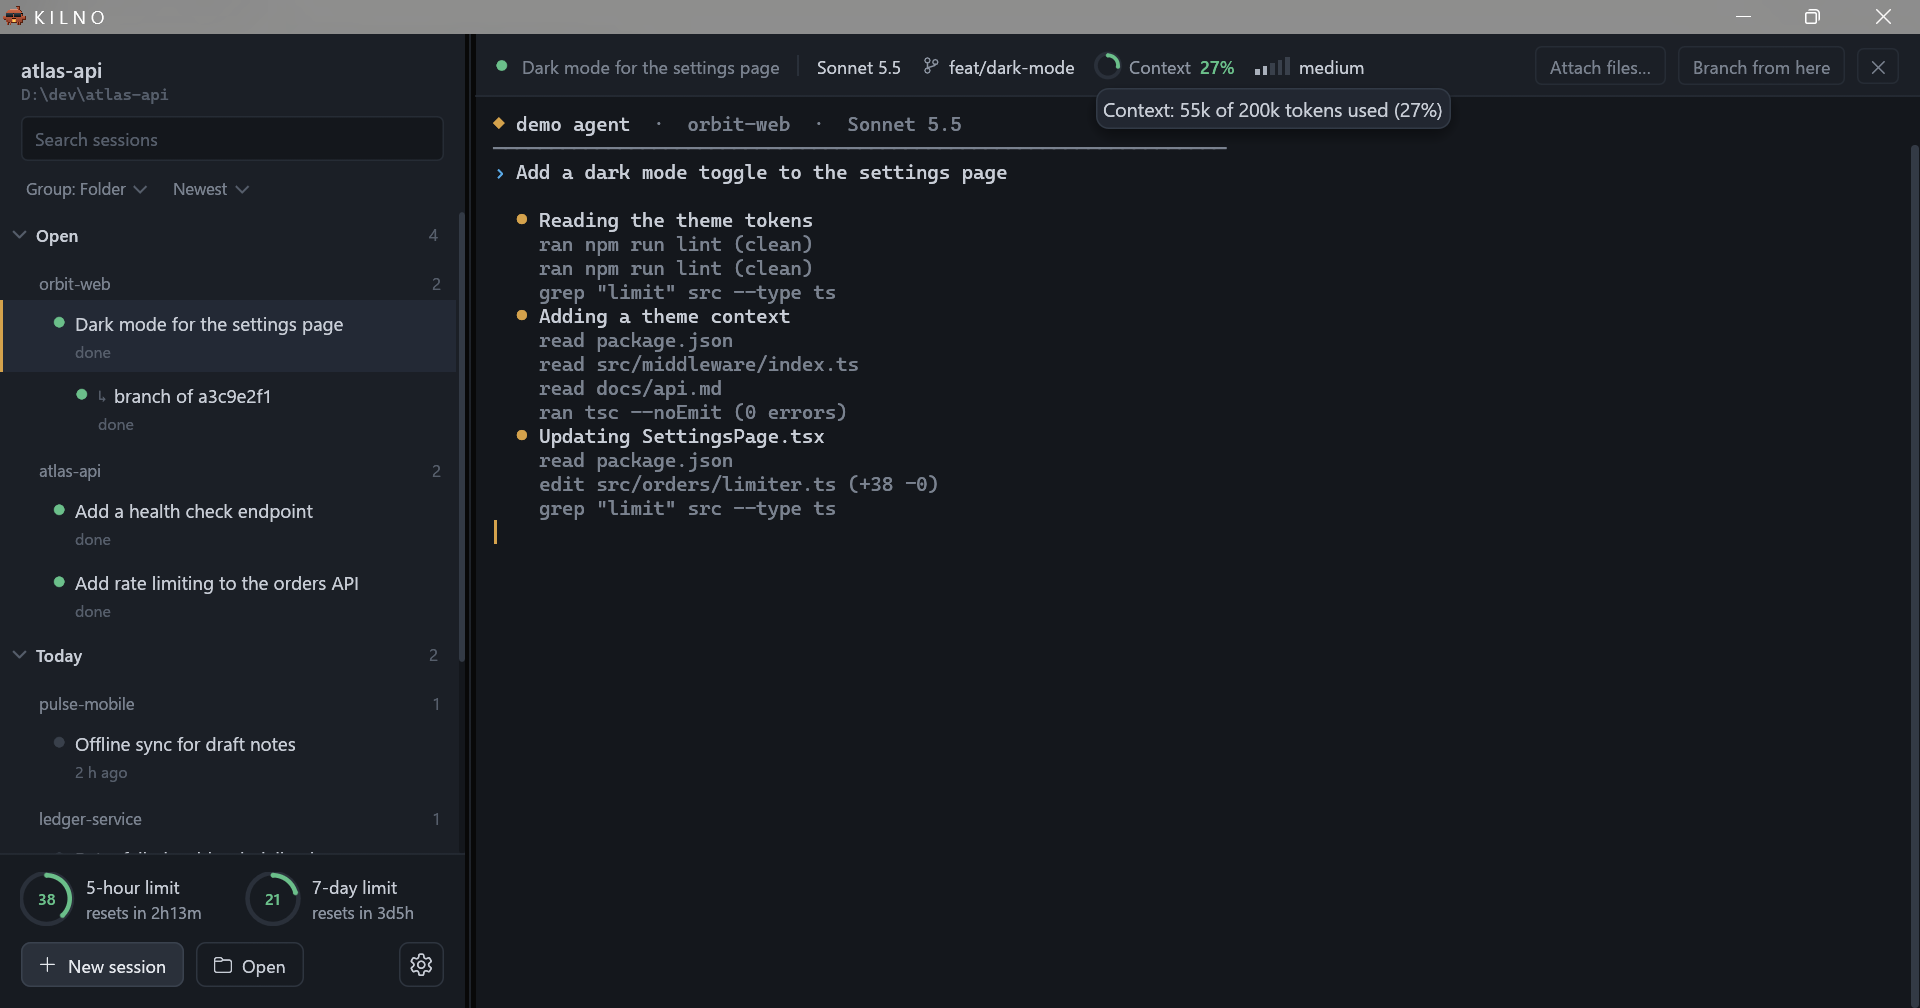 KILNO
atlas-api
D:\dev\atlas-api
Search sessions
Group: Folder
Newest
Open 4
orbit-web 2
Dark mode for the settings page
done
↳ branch of a3c9e2f1
done
atlas-api 2
Add a health check endpoint
done
Add rate limiting to the orders API
done
Today 2
pulse-mobile 1
Offline sync for draft notes
2 h ago
ledger-service 1
38
5-hour limit
resets in 2h13m
21
7-day limit
resets in 3d5h
+ New session
Open
Dark mode for the settings page
Sonnet 5.5
feat/dark-mode
Context 27%
medium
Attach files...
Branch from here
Context: 55k of 200k tokens used (27%)
◆ demo agent · orbit-web · Sonnet 5.5
› Add a dark mode toggle to the settings page
● Reading the theme tokens
ran npm run lint (clean)
ran npm run lint (clean)
grep "limit" src --type ts
● Adding a theme context
read package.json
read src/middleware/index.ts
read docs/api.md
ran tsc --noEmit (0 errors)
● Updating SettingsPage.tsx
read package.json
edit src/orders/limiter.ts (+38 -0)
grep "limit" src --type ts